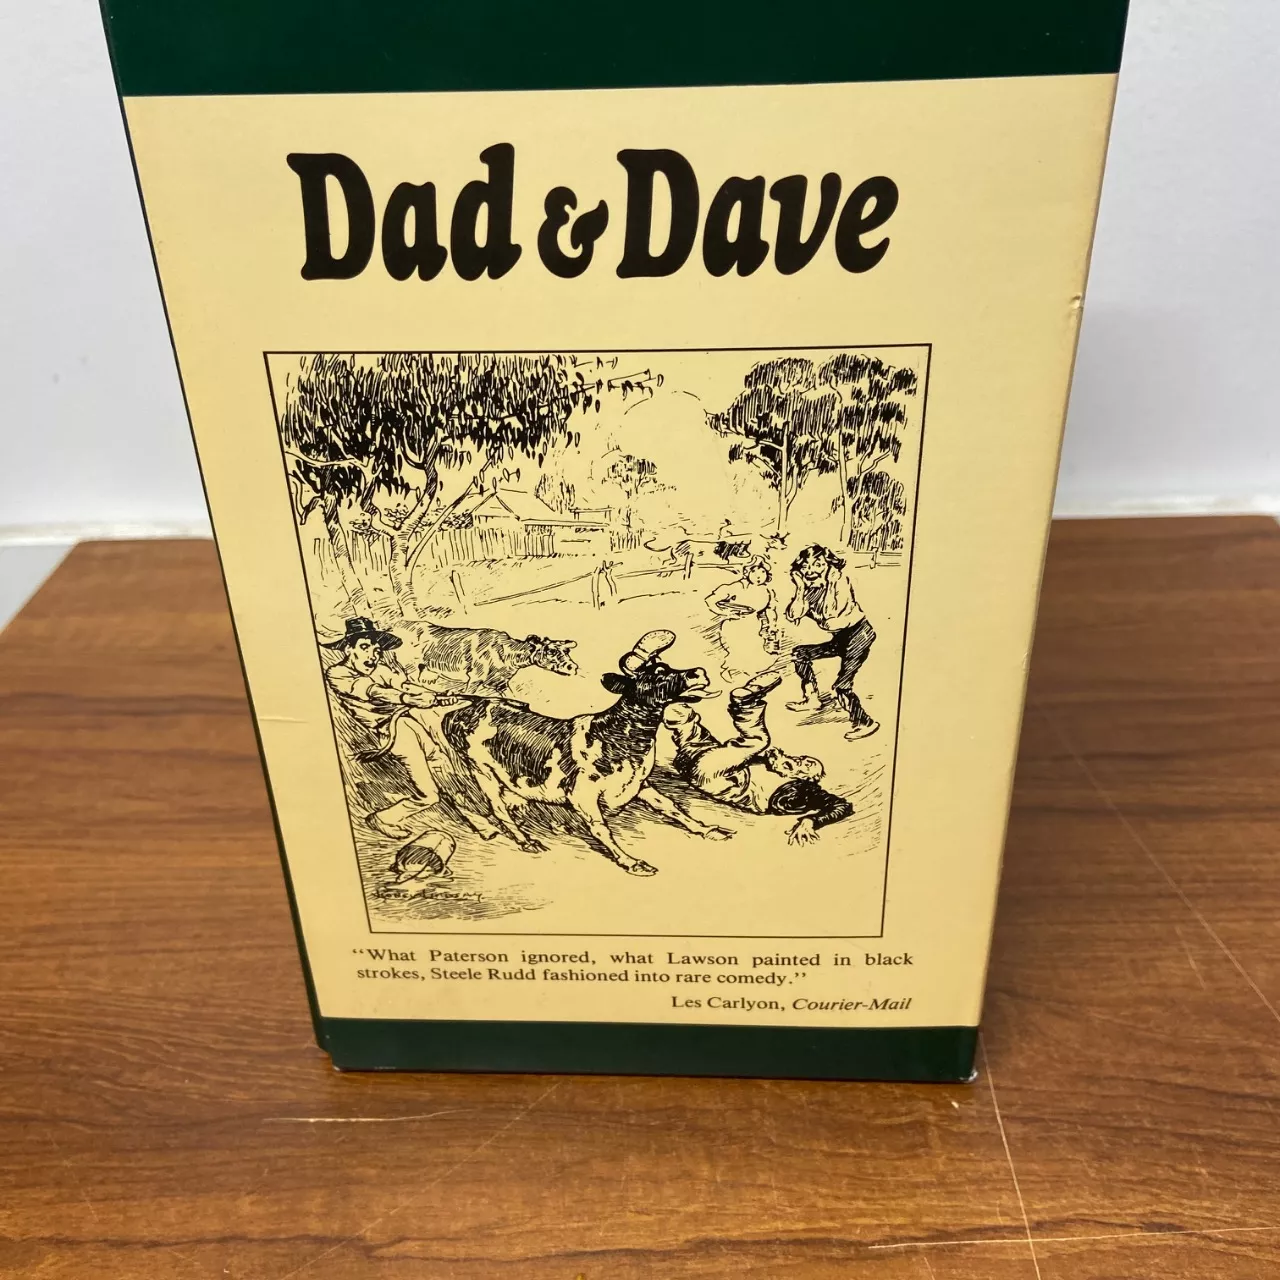 Dad & Dave
“What Paterson ignored, what Lawson painted in black
strokes, Steele Rudd fashioned into rare comedy.”
Les Carlyon, Courier-Mail